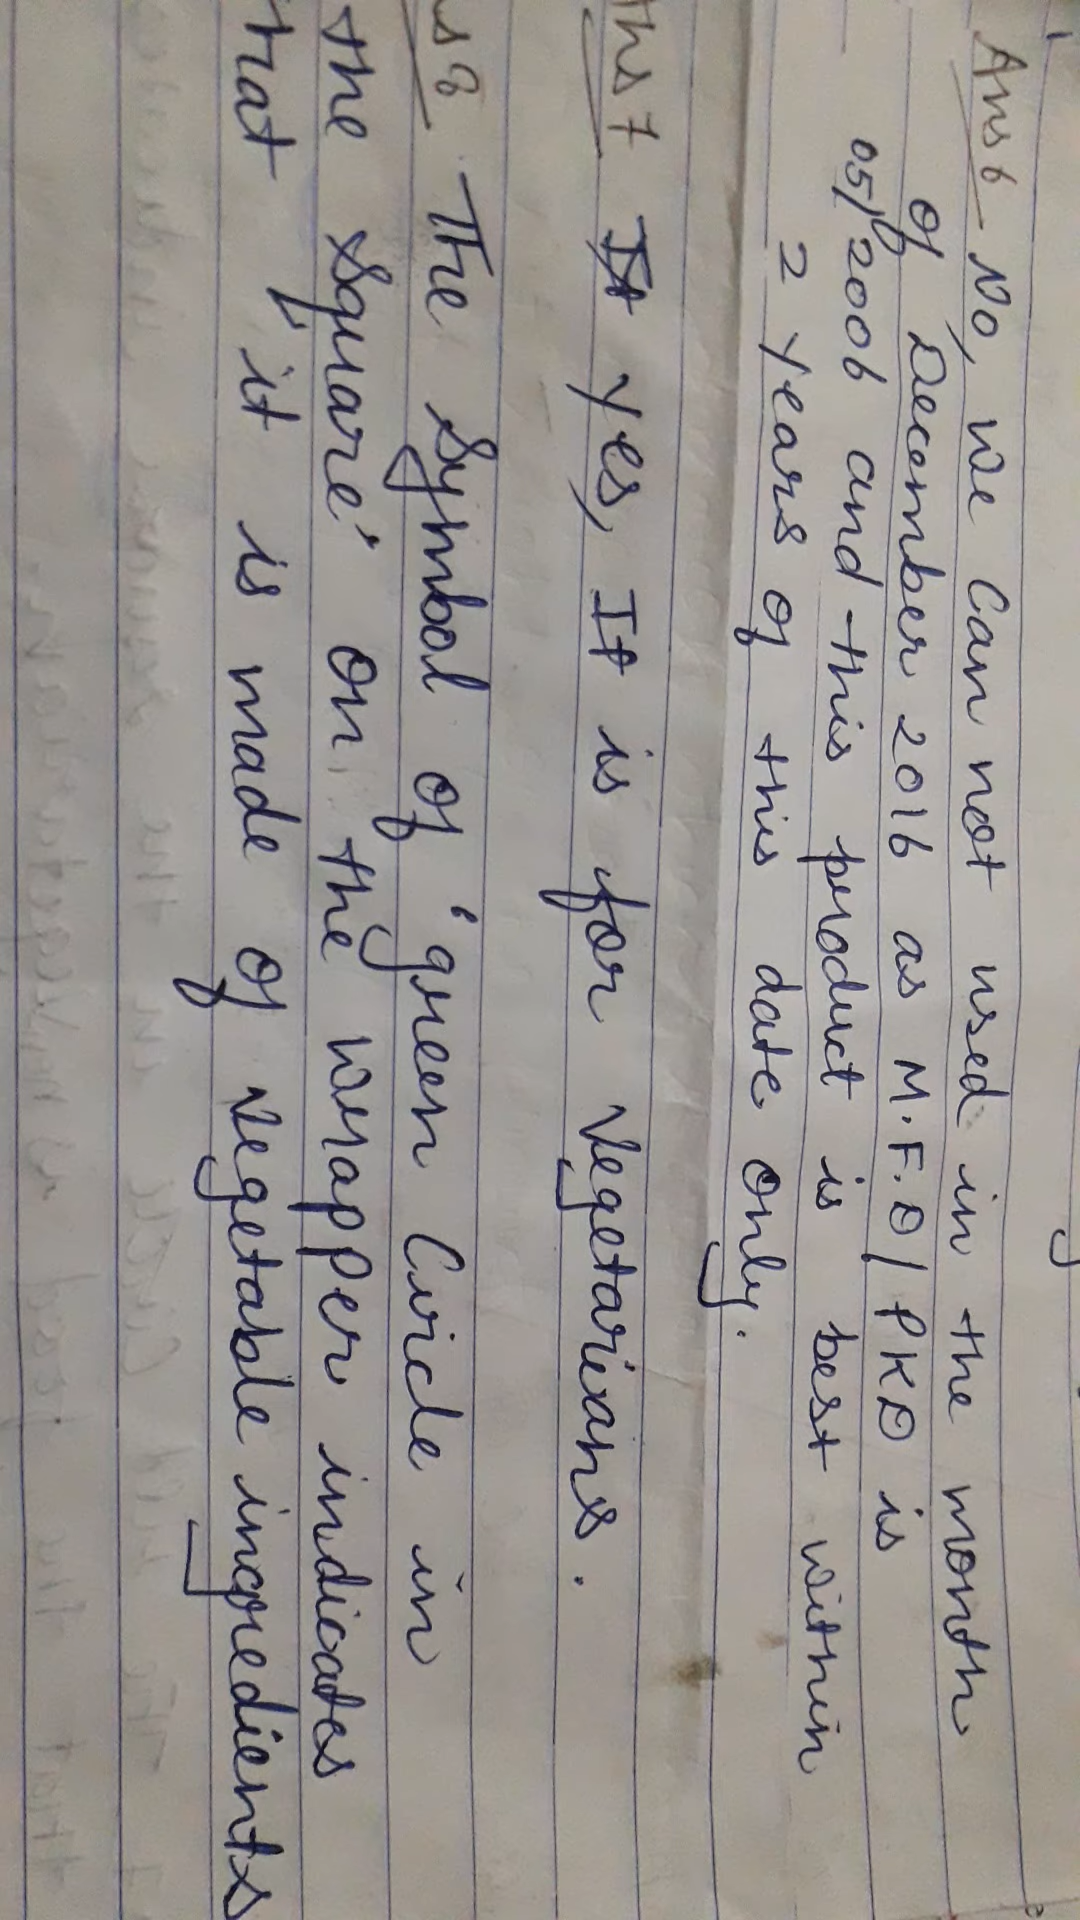 Ans 6 No, we Can not used in the month
of December 2016 as M.F.D/PKD is
05/2006 and this product is best within
2 years of this date only.
Ans 7 Yes, It is for Vegetarians.
ns 8 The Symbol of 'green Circle in
the Square' on the wrapper indicates
that it is made of vegetable ingredients